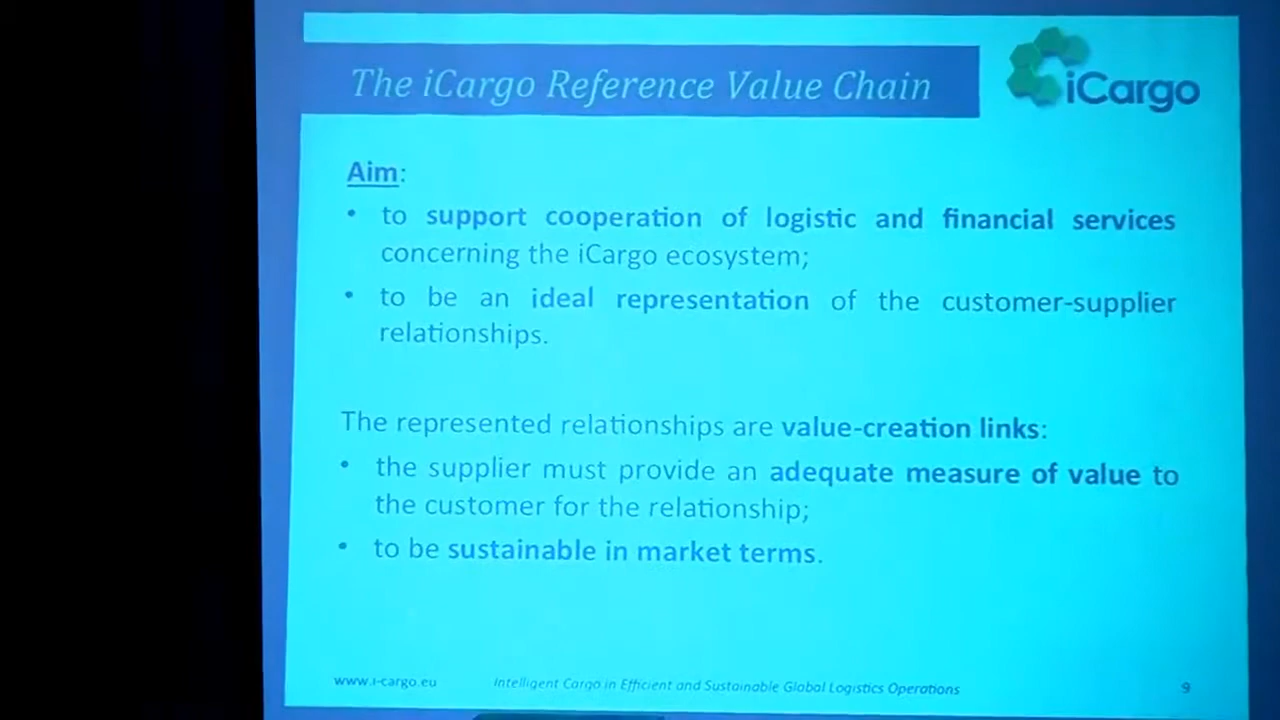 The iCargo Reference Value Chain
iCargo
Aim:
• to support cooperation of logistic and financial services
concerning the iCargo ecosystem;
• to be an ideal representation of the customer-supplier
relationships.
The represented relationships are value-creation links:
• the supplier must provide an adequate measure of value to
the customer for the relationship;
• to be sustainable in market terms.
www.i-cargo.eu
Intelligent Cargo in Efficient and Sustainable Global Logistics Operations
9